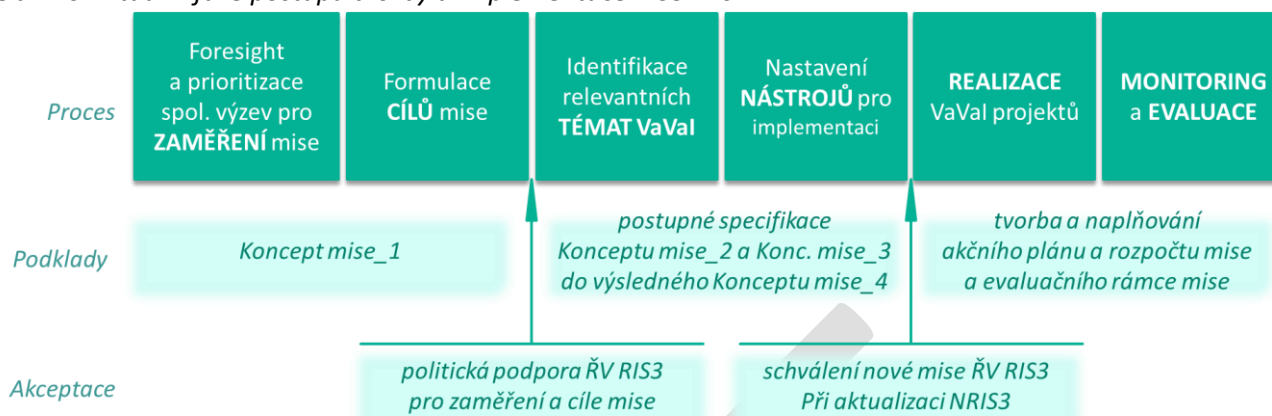 Proces
Foresight
a prioritizace
spol. výzev pro
ZAMĚŘENÍ mise
Formulace
CÍLŮ mise
Identifikace
relevantních
TÉMAT VaVaI
Nastavení
NÁSTROJŮ pro
implementaci
REALIZACE
VaVaI projektů
MONITORING
a EVALUACE
Podklady
Koncept mise_1
postupné specifikace
Konceptu mise_2 a Konc. mise_3
do výsledného Konceptu mise_4
tvorba a naplňování
akčního plánu a rozpočtu mise
a evaluačního rámce mise
Akceptace
politická podpora ŘV RIS3
pro zaměření a cíle mise
schválení nové mise ŘV RIS3
Při aktualizaci NRIS3